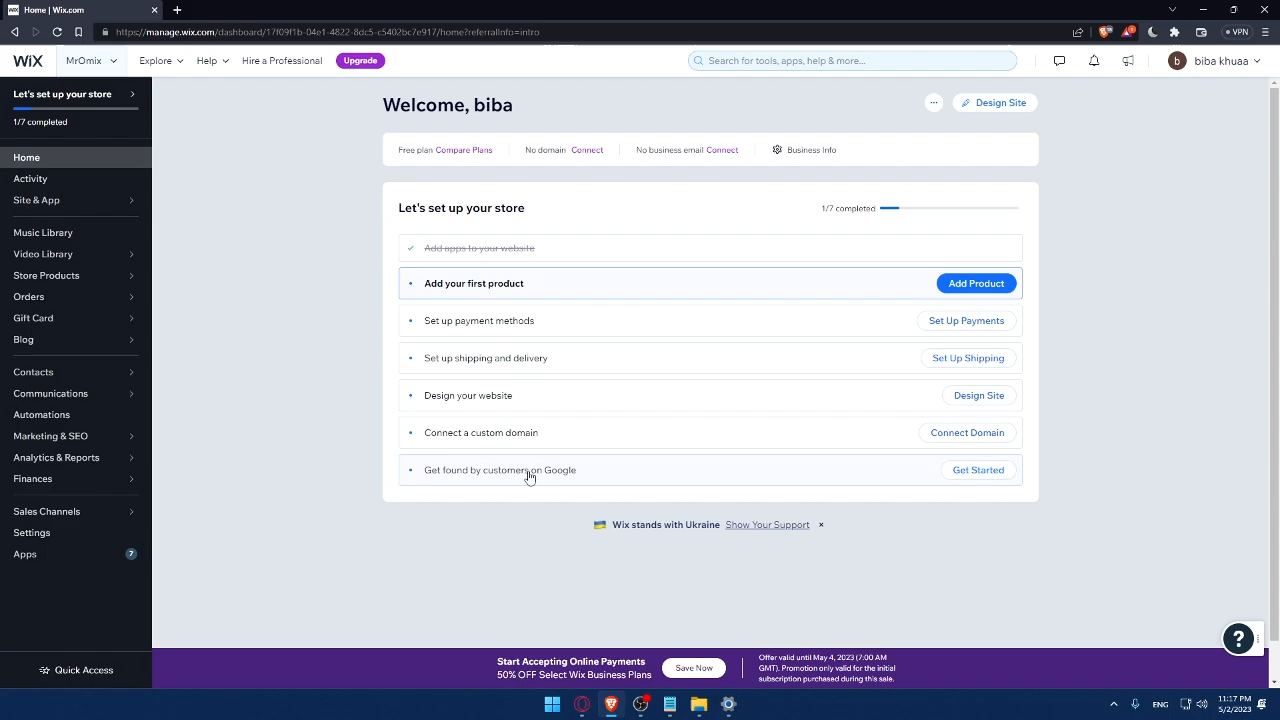 Home | Wix.com
https://manage.wix.com/dashboard/17f09f1b-04e1-4822-8dc5-c5402bc7e917/home?referralInfo=intro
VPN
WiX
MrOmix
Explore
Help
Hire a Professional
Upgrade
Search for tools, apps, help & more...
b
biba khuaa
Let's set up your store
1/7 completed
Home
Activity
Site & App
Music Library
Video Library
Store Products
Orders
Gift Card
Blog
Contacts
Communications
Automations
Marketing & SEO
Analytics & Reports
Finances
Sales Channels
Settings
Apps
7
Quick Access
Welcome, biba
Design Site
Free plan Compare Plans
No domain Connect
No business email Connect
Business Info
Let's set up your store
1/7 completed
Add apps to your website
Add your first product
Add Product
Set up payment methods
Set Up Payments
Set up shipping and delivery
Set Up Shipping
Design your website
Design Site
Connect a custom domain
Connect Domain
Get found by customers on Google
Get Started
Wix stands with Ukraine Show Your Support ×
?
Start Accepting Online Payments
50% OFF Select Wix Business Plans
Save Now
Offer valid until May 4, 2023 (7:00 AM
GMT). Promotion only valid for the initial
subscription purchased during this sale.
ENG
11:17 PM
5/2/2023